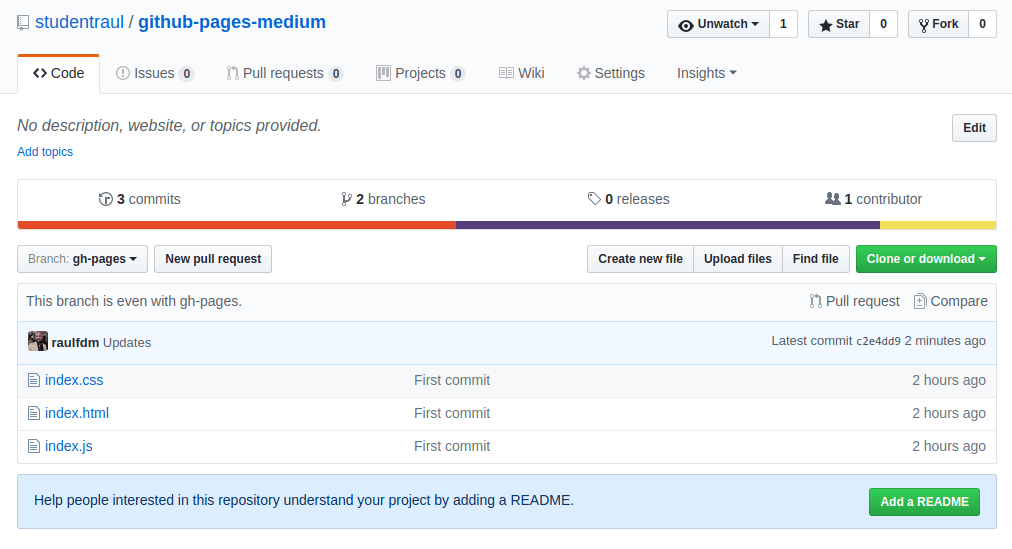 studentraul / github-pages-medium
Unwatch 1 Star 0 Fork 0
Code Issues 0 Pull requests 0 Projects 0 Wiki Settings Insights
No description, website, or topics provided. Edit
Add topics
3 commits 2 branches 0 releases 1 contributor
Branch: gh-pages New pull request Create new file Upload files Find file Clone or download
This branch is even with gh-pages. Pull request Compare
raulfdm Updates Latest commit c2e4dd9 2 minutes ago
index.css First commit 2 hours ago
index.html First commit 2 hours ago
index.js First commit 2 hours ago
Help people interested in this repository understand your project by adding a README. Add a README